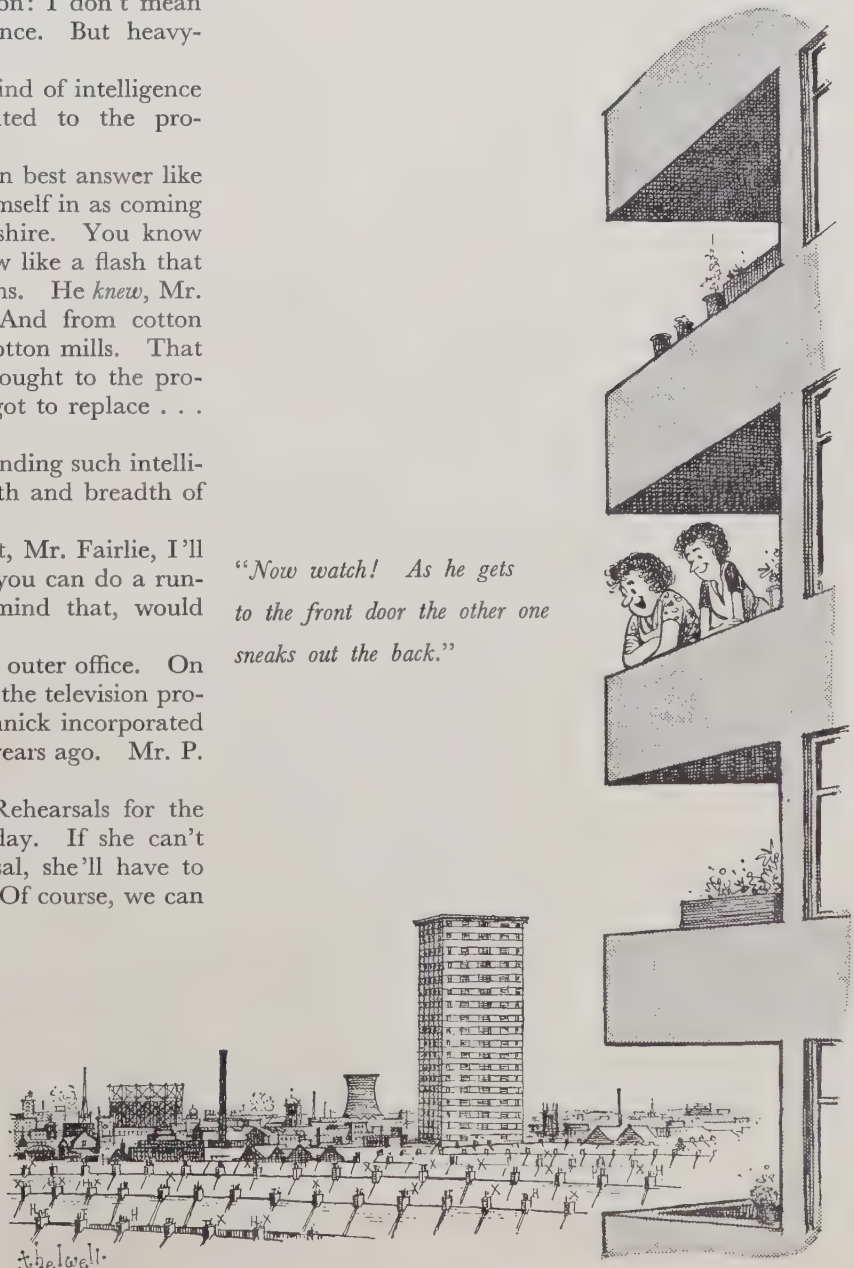 on: I don't mean
nce. But heavy-
ind of intelligence
ted to the pro-
n best answer like
mself in as coming
shire. You know
w like a flash that
ns. He knew, Mr.
And from cotton
otton mills. That
ought to the pro-
got to replace . . .
nding such intelli-
th and breadth of
t, Mr. Fairlie, I'll
you can do a run-
mind that, would
outer office. On
the television pro-
nnick incorporated
years ago. Mr. P.
Rehearsals for the
day. If she can't
sal, she'll have to
Of course, we can
"Now watch! As he gets
to the front door the other one
sneaks out the back."
thelwell.